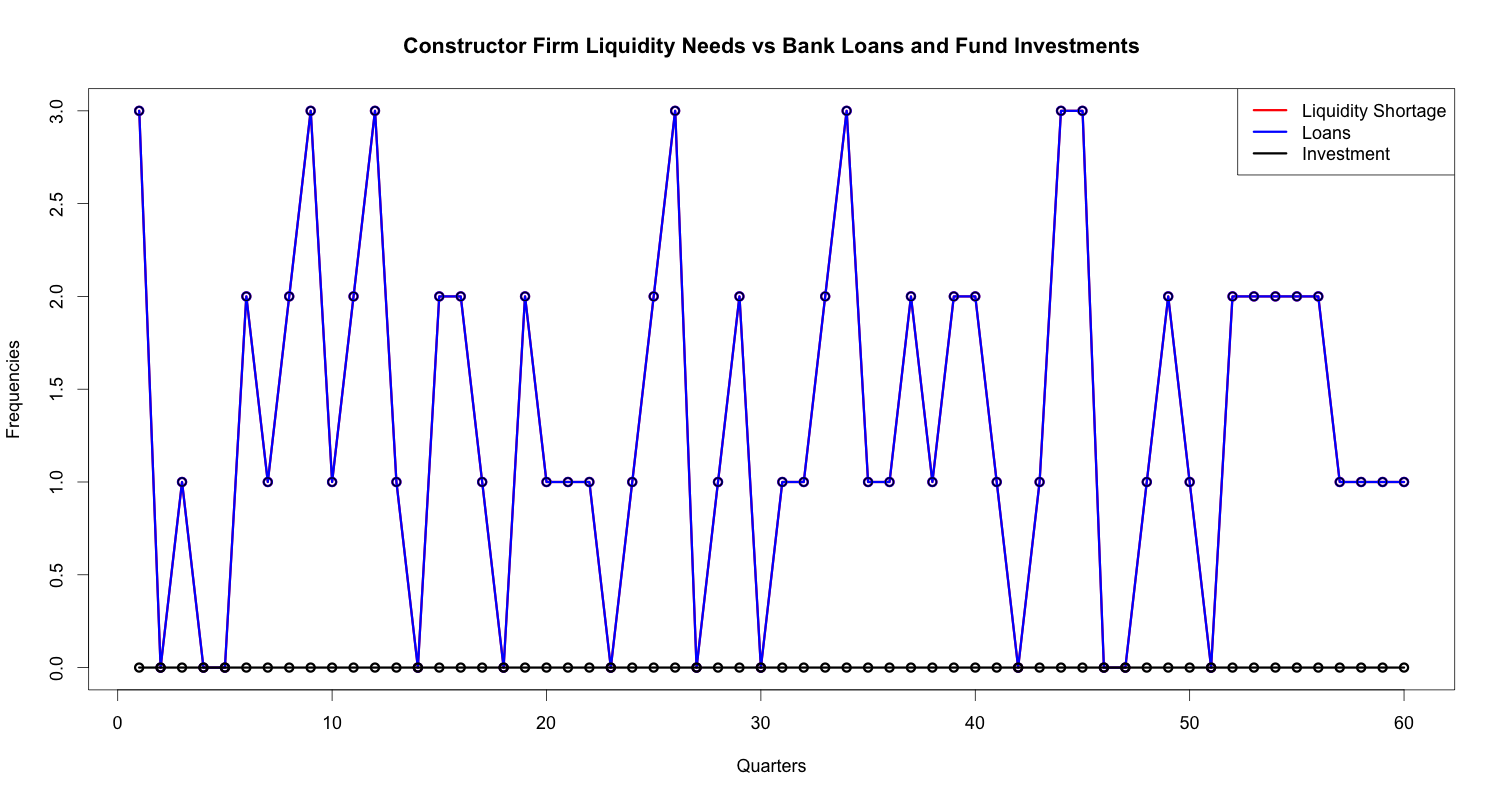 Constructor Firm Liquidity Needs vs Bank Loans and Fund Investments
Liquidity Shortage
Loans
Investment
Frequencies
3.0
2.5
2.0
1.5
1.0
0.5
0.0
0 10 20 30 40 50 60
Quarters